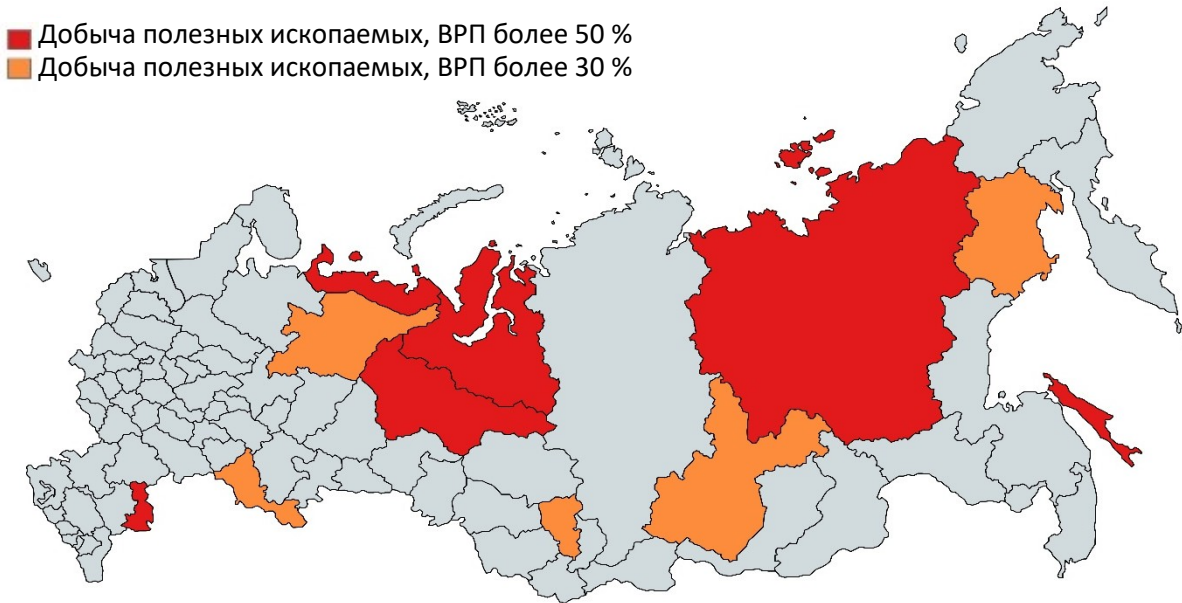 Добыча полезных ископаемых, ВРП более 50 %
Добыча полезных ископаемых, ВРП более 30 %